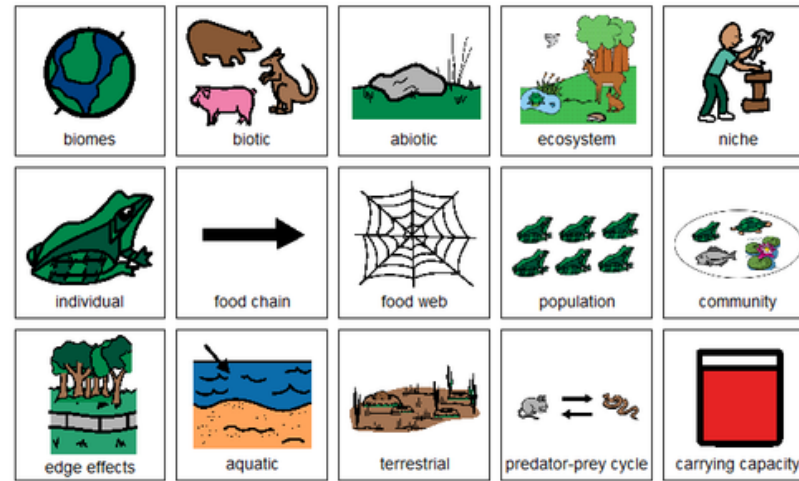 biomes
biotic
abiotic
ecosystem
niche
individual
food chain
food web
population
community
edge effects
aquatic
terrestrial
predator-prey cycle
carrying capacity